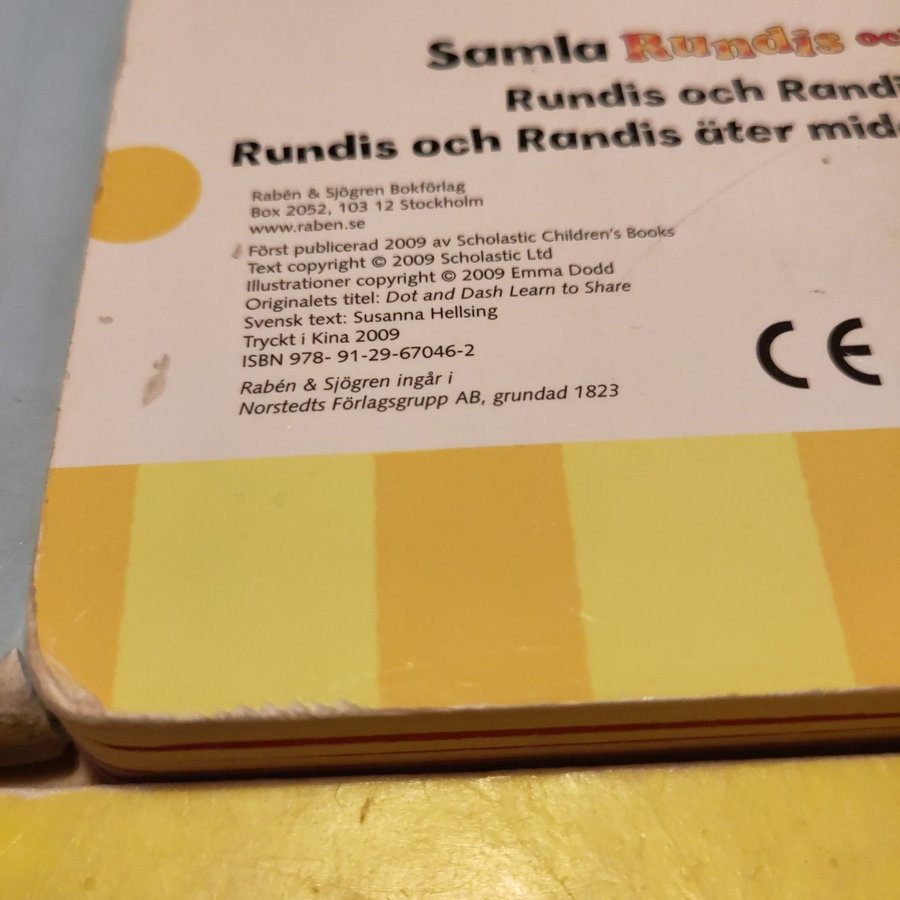 Samla Rundis och
Rundis och Randi
Rundis och Randis äter mid
Rabén & Sjögren Bokförlag
Box 2052, 103 12 Stockholm
www.raben.se
Först publicerad 2009 av Scholastic Children's Books
Text copyright © 2009 Scholastic Ltd
Illustrationer copyright © 2009 Emma Dodd
Originalets titel: Dot and Dash Learn to Share
Svensk text: Susanna Hellsing
Tryckt i Kina 2009
ISBN 978- 91-29-67046-2
Rabén & Sjögren ingår i
Norstedts Förlagsgrupp AB, grundad 1823
CE